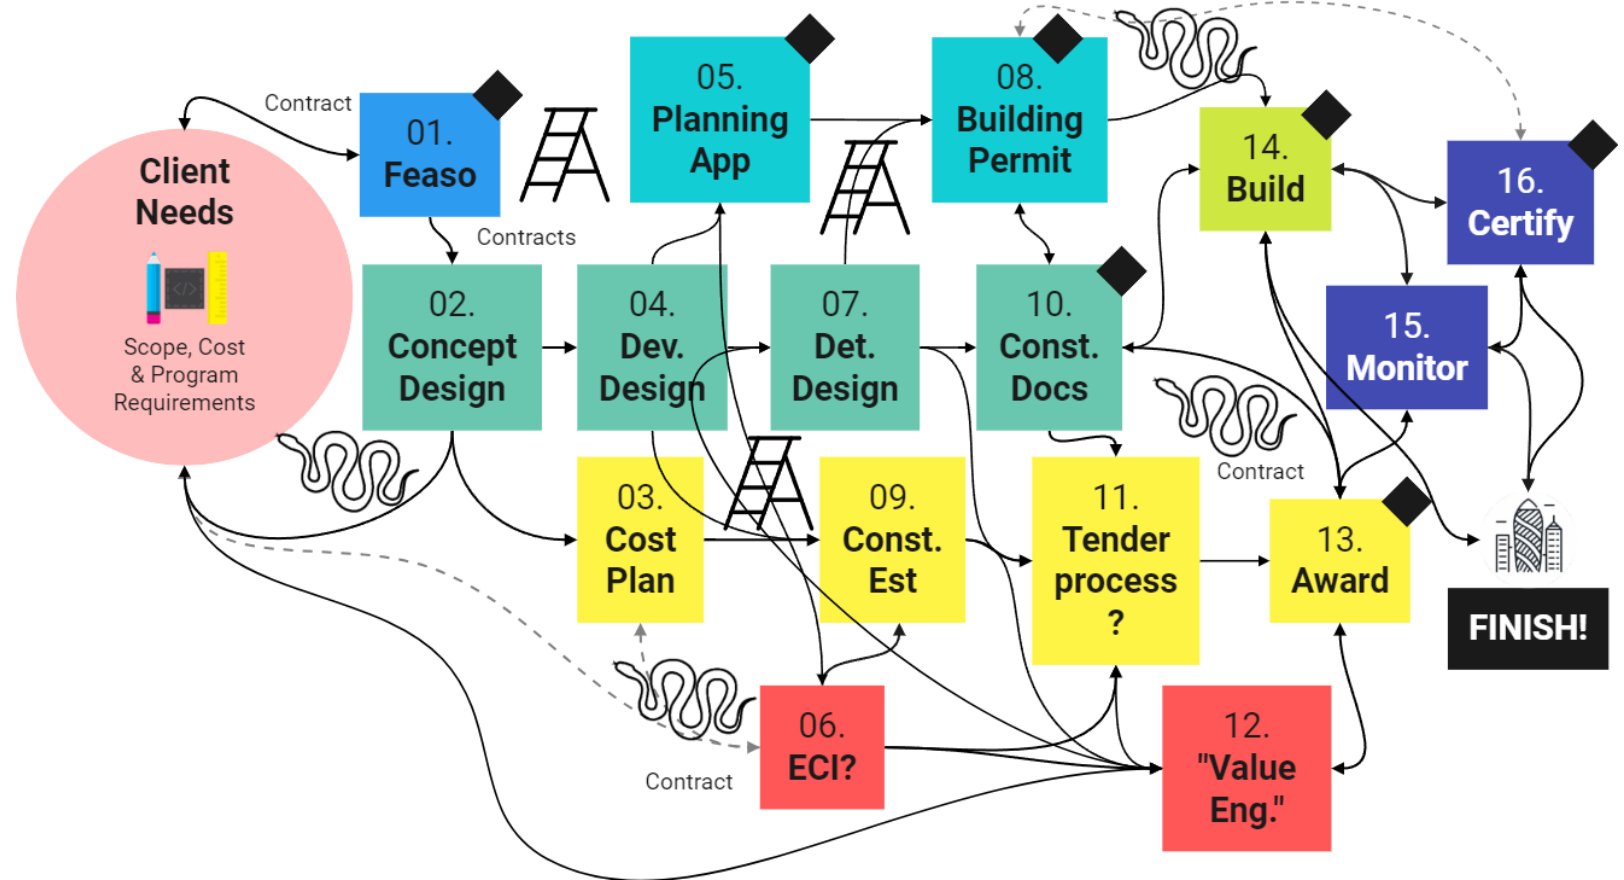 Client
Needs
</>
Scope, Cost
& Program
Requirements
Contract
01.
Feaso
Contracts
02.
Concept
Design
03.
Cost
Plan
04.
Dev.
Design
05.
Planning
App
06.
ECI?
Contract
07.
Det.
Design
08.
Building
Permit
09.
Const.
Est
10.
Const.
Docs
11.
Tender
process
?
12.
"Value
Eng."
Contract
13.
Award
14.
Build
15.
Monitor
16.
Certify
FINISH!